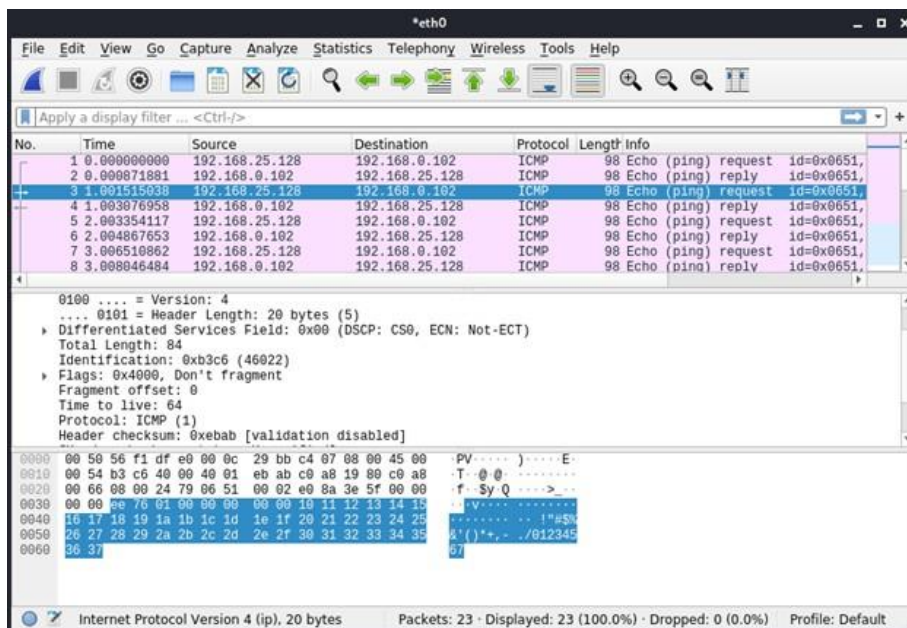 *eth0
File Edit View Go Capture Analyze Statistics Telephony Wireless Tools Help
Apply a display filter ... <Ctrl-/>
No. Time Source Destination Protocol Length Info
1 0.000000000 192.168.25.128 192.168.0.102 ICMP 98 Echo (ping) request id=0x0651,
2 0.000871881 192.168.0.102 192.168.25.128 ICMP 98 Echo (ping) reply id=0x0651,
3 1.001515038 192.168.25.128 192.168.0.102 ICMP 98 Echo (ping) request id=0x0651,
4 1.003076958 192.168.0.102 192.168.25.128 ICMP 98 Echo (ping) reply id=0x0651,
5 2.003354117 192.168.25.128 192.168.0.102 ICMP 98 Echo (ping) request id=0x0651,
6 2.004867653 192.168.0.102 192.168.25.128 ICMP 98 Echo (ping) reply id=0x0651,
7 3.006510862 192.168.25.128 192.168.0.102 ICMP 98 Echo (ping) request id=0x0651,
8 3.008046484 192.168.0.102 192.168.25.128 ICMP 98 Echo (ping) reply id=0x0651,
0100 .... = Version: 4
.... 0101 = Header Length: 20 bytes (5)
Differentiated Services Field: 0x00 (DSCP: CS0, ECN: Not-ECT)
Total Length: 84
Identification: 0xb3c6 (46022)
Flags: 0x4000, Don't fragment
Fragment offset: 0
Time to live: 64
Protocol: ICMP (1)
Header checksum: 0xebab [validation disabled]
0000 00 50 56 f1 df e0 00 0c 29 bb c4 07 08 00 45 00 ·PV·····)·····E·
0010 00 54 b3 c6 40 00 40 01 eb ab c0 a8 19 80 c0 a8 ·T··@·@·········
0020 00 66 08 00 24 79 06 51 00 02 e0 8a 3e 5f 00 00 ·f··$y·Q····>_··
0030 00 00 ee 76 01 00 00 00 00 00 10 11 12 13 14 15 ···v············
0040 16 17 18 19 1a 1b 1c 1d 1e 1f 20 21 22 23 24 25 ·········· !"#$%
0050 26 27 28 29 2a 2b 2c 2d 2e 2f 30 31 32 33 34 35 &'()*+,- ./012345
0060 36 37 67
Internet Protocol Version 4 (ip), 20 bytes Packets: 23 · Displayed: 23 (100.0%) · Dropped: 0 (0.0%) Profile: Default